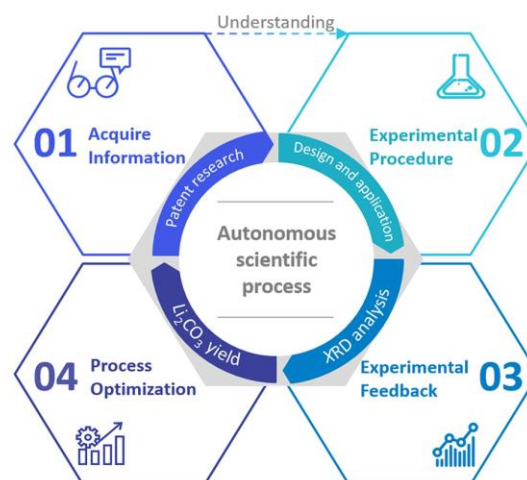 Understanding
01 Acquire
Information
Experimental 02
Procedure
Patent research
Design and application
Autonomous
scientific
process
Li₂CO₃ yield
XRD analysis
04 Process
Optimization
Experimental 03
Feedback